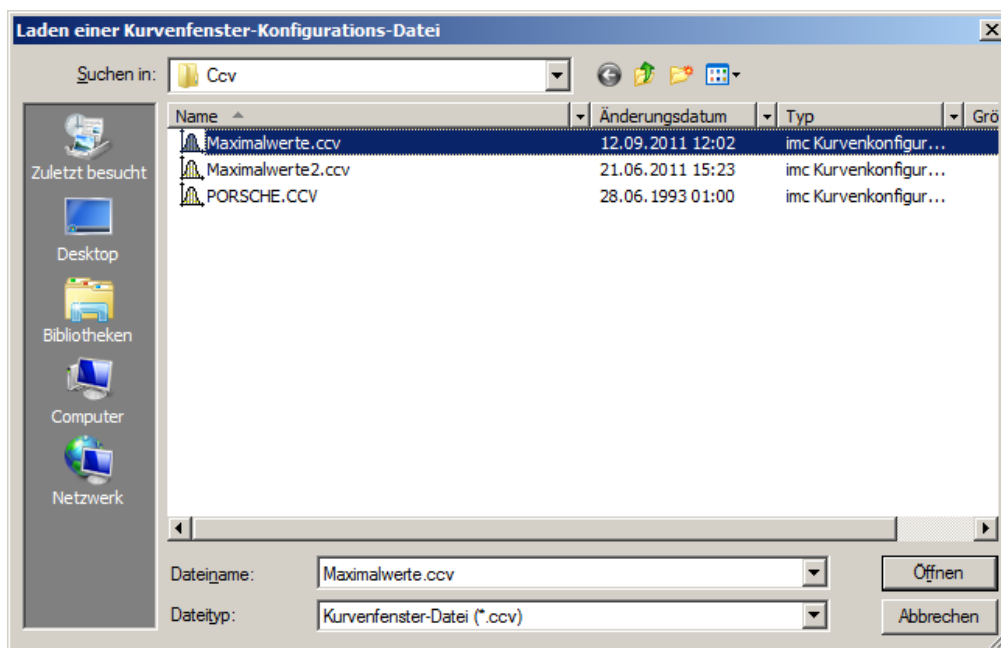 Laden einer Kurvenfenster-Konfigurations-Datei
Suchen in: Ccv
Name Änderungsdatum Typ Grö
Maximalwerte.ccv 12.09.2011 12:02 imc Kurvenkonfigur...
Maximalwerte2.ccv 21.06.2011 15:23 imc Kurvenkonfigur...
PORSCHE.CCV 28.06.1993 01:00 imc Kurvenkonfigur...
Zuletzt besucht
Desktop
Bibliotheken
Computer
Netzwerk
Dateiname: Maximalwerte.ccv Öffnen
Dateityp: Kurvenfenster-Datei (*.ccv) Abbrechen